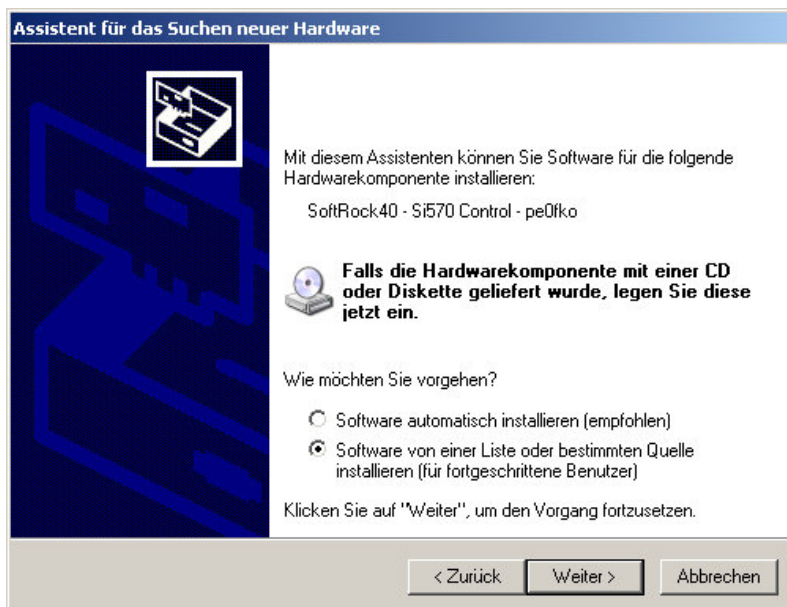 Assistent für das Suchen neuer Hardware
Mit diesem Assistenten können Sie Software für die folgende
Hardwarekomponente installieren:
SoftRock40 - Si570 Control - pe0fko
Falls die Hardwarekomponente mit einer CD
oder Diskette geliefert wurde, legen Sie diese
jetzt ein.
Wie möchten Sie vorgehen?
Software automatisch installieren (empfohlen)
Software von einer Liste oder bestimmten Quelle
installieren (für fortgeschrittene Benutzer)
Klicken Sie auf "Weiter", um den Vorgang fortzusetzen.
< Zurück Weiter > Abbrechen